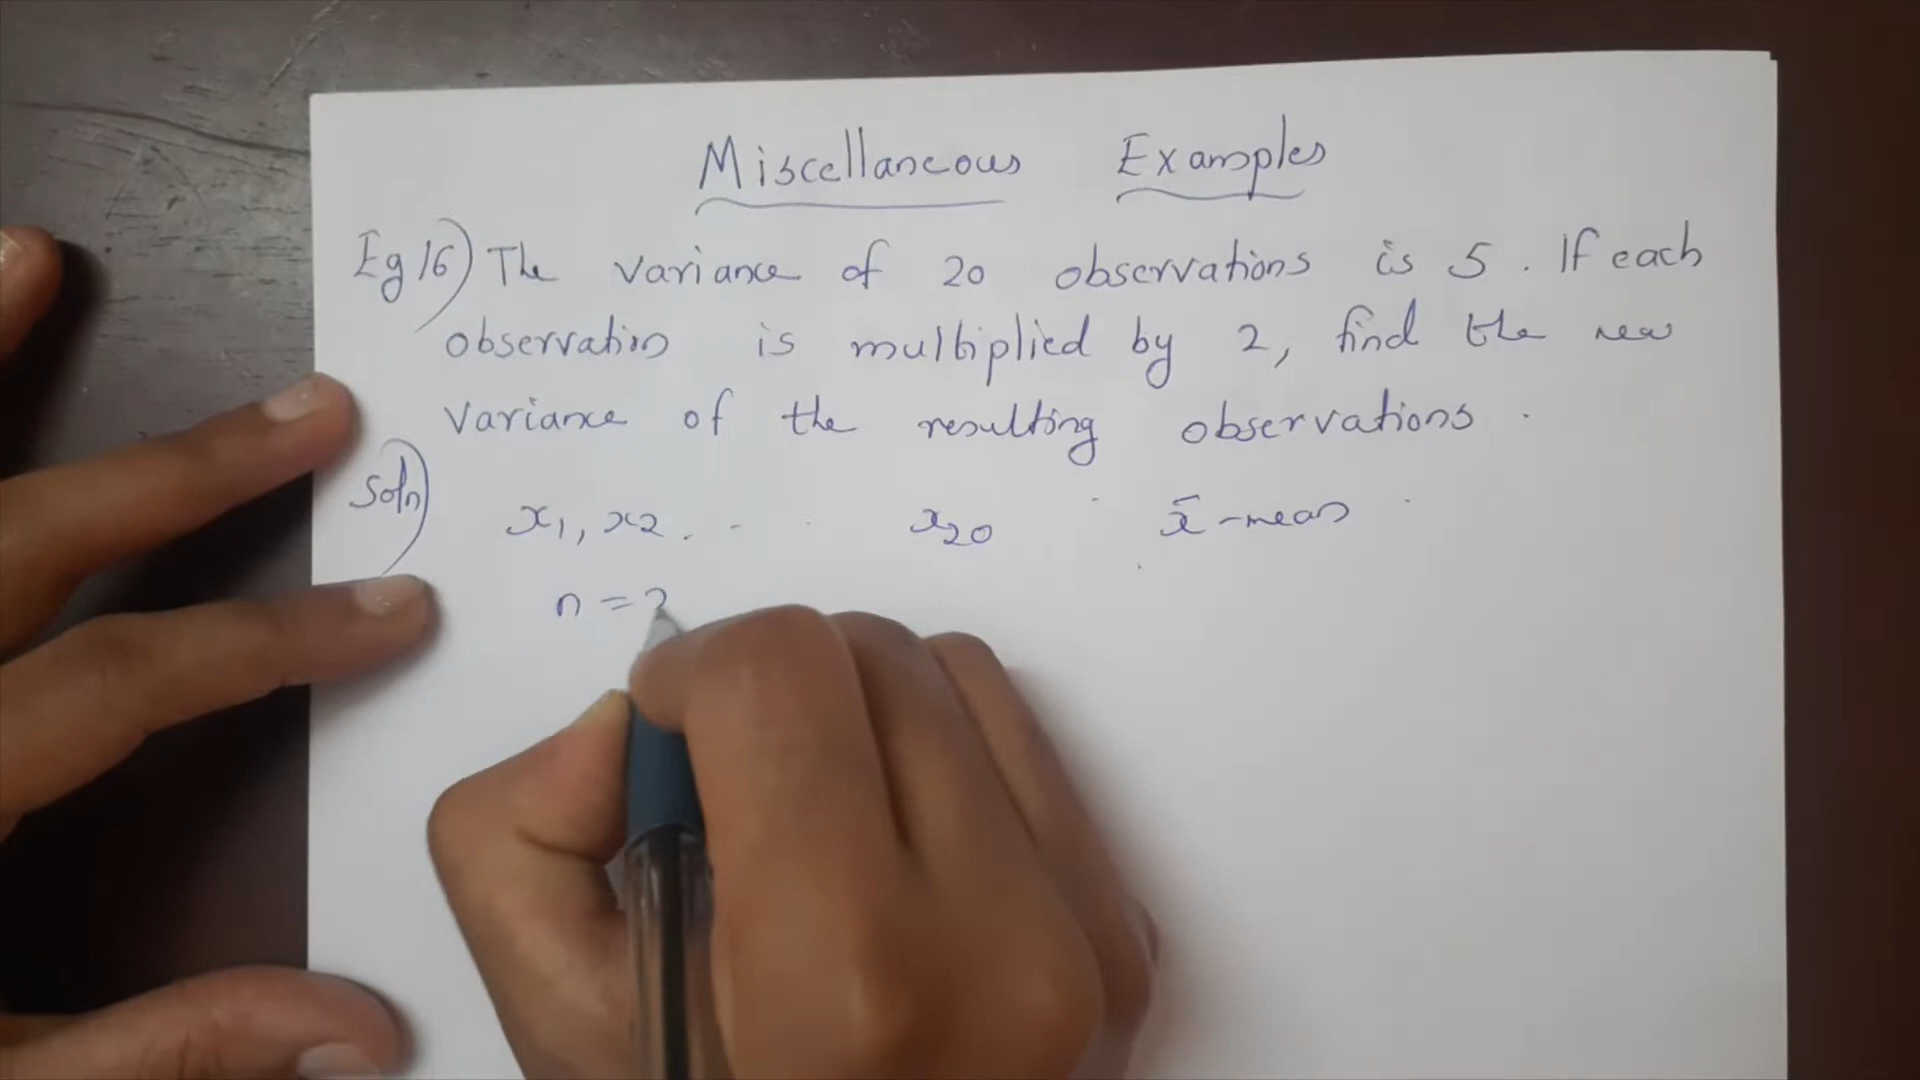 Miscellaneous Examples
Eg 16) The variance of 20 observations is 5. If each
observation is multiplied by 2, find the new
variance of the resulting observations.
Soln) x1, x2. - . x20 x̄ - mean
n = 2